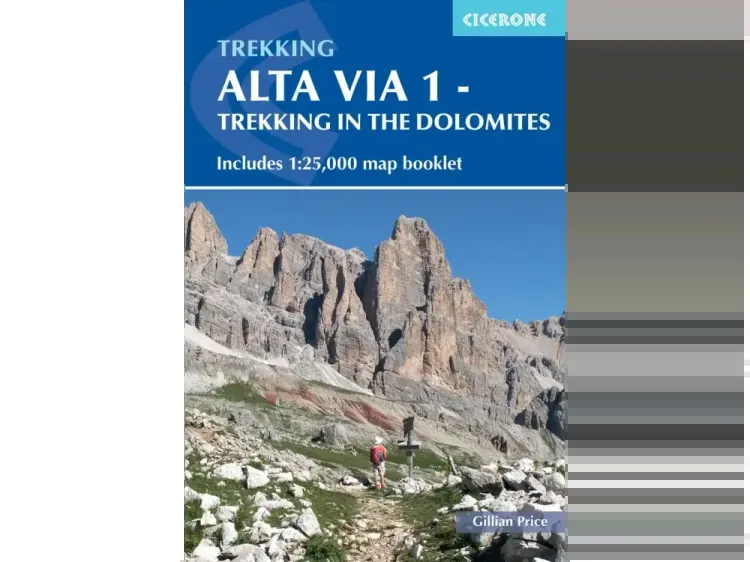 CICERONE
TREKKING
ALTA VIA 1 -
TREKKING IN THE DOLOMITES
Includes 1:25,000 map booklet
Gillian Price